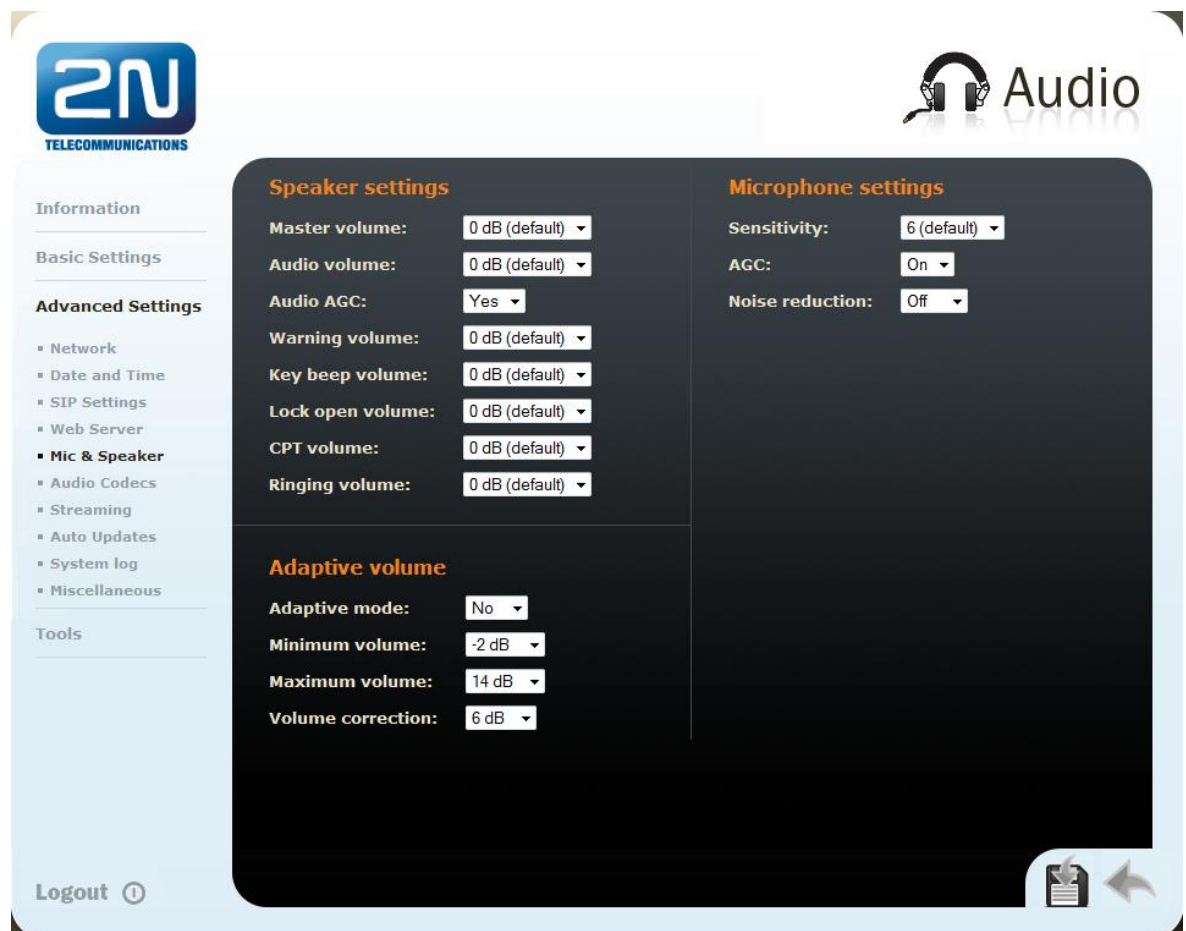 2N
TELECOMMUNICATIONS
Audio
Information
Basic Settings
Advanced Settings
Network
Date and Time
SIP Settings
Web Server
Mic & Speaker
Audio Codecs
Streaming
Auto Updates
System log
Miscellaneous
Tools
Logout
Speaker settings
Master volume: 0 dB (default)
Audio volume: 0 dB (default)
Audio AGC: Yes
Warning volume: 0 dB (default)
Key beep volume: 0 dB (default)
Lock open volume: 0 dB (default)
CPT volume: 0 dB (default)
Ringing volume: 0 dB (default)
Adaptive volume
Adaptive mode: No
Minimum volume: -2 dB
Maximum volume: 14 dB
Volume correction: 6 dB
Microphone settings
Sensitivity: 6 (default)
AGC: On
Noise reduction: Off